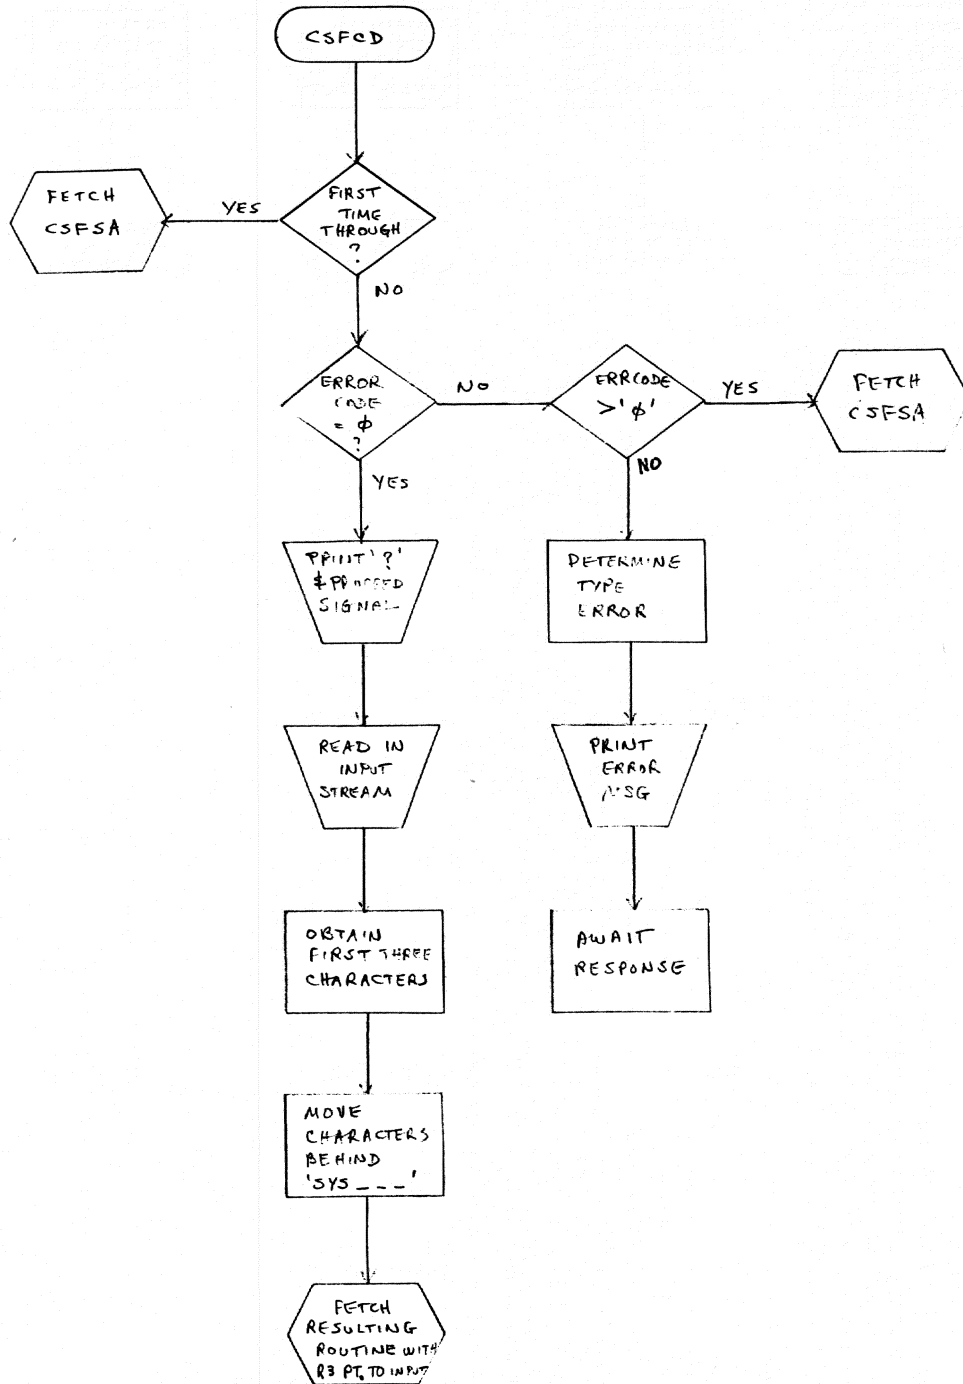 CSFCD
FIRST
TIME
THROUGH
?
YES
FETCH
CSFSA
NO
ERROR
CODE
= φ
?
NO
ERRCODE
>'φ'
YES
FETCH
CSFSA
YES
NO
PRINT '?'
& PROCEED
SIGNAL
DETERMINE
TYPE
ERROR
READ IN
INPUT
STREAM
PRINT
ERROR
MSG
OBTAIN
FIRST THREE
CHARACTERS
AWAIT
RESPONSE
MOVE
CHARACTERS
BEHIND
'SYS _ _ _'
FETCH
RESULTING
ROUTINE WITH
R3 PT. TO INPUT